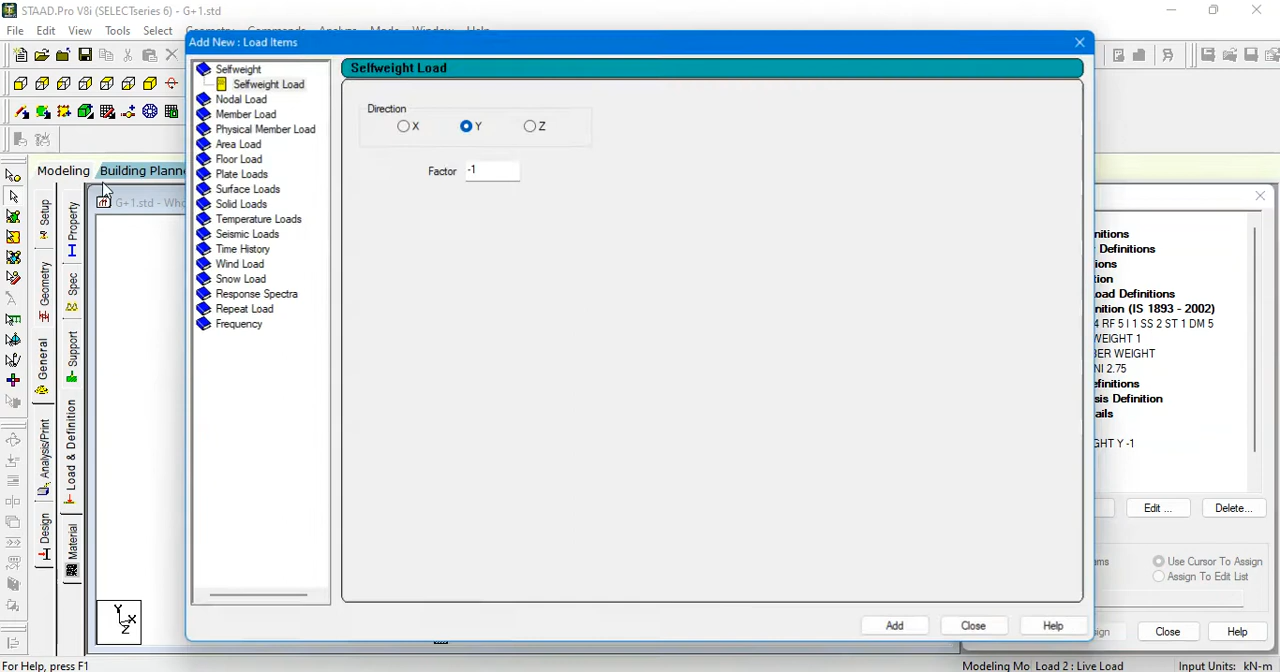 STAAD.Pro V8i (SELECTseries 6) - G+1.std
File Edit View Tools Select
Add New : Load Items
Selfweight
Selfweight Load
Nodal Load
Member Load
Physical Member Load
Area Load
Floor Load
Plate Loads
Surface Loads
Solid Loads
Temperature Loads
Seismic Loads
Time History
Wind Load
Snow Load
Response Spectra
Repeat Load
Frequency
Selfweight Load
Direction
X Y Z
Factor -1
Add Close Help
Modeling Building Plann
G+1.std - Who
Setup
Geometry
General
Analysis/Print
Design
Property
Spec
Support
Load & Definition
Material
Y
X
Z
nitions
r Definitions
ions
tion
oad Definitions
nition (IS 1893 - 2002)
4 RF 5 I 1 SS 2 ST 1 DM 5
WEIGHT 1
BER WEIGHT
NI 2.75
efinitions
sis Definition
ails
GHT Y -1
Edit ... Delete...
ms Use Cursor To Assign
Assign To Edit List
ign Close Help
For Help, press F1
Modeling Mo Load 2 : Live Load Input Units: kN-m